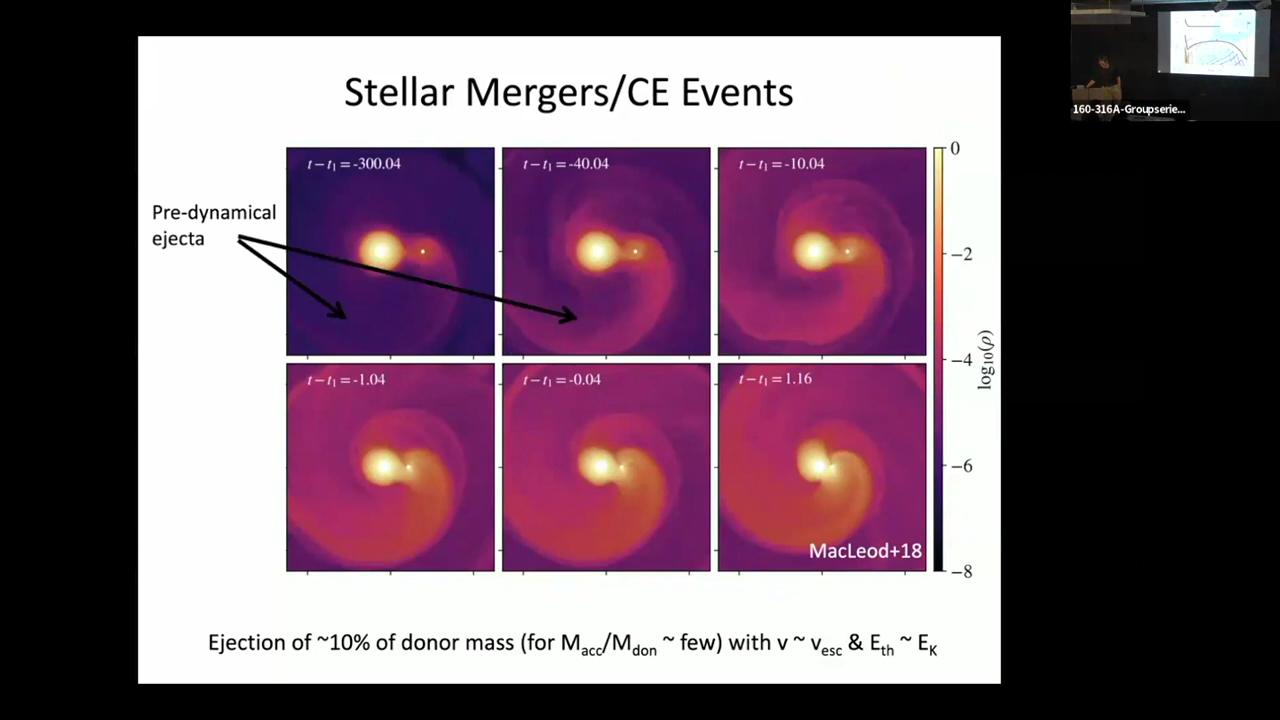 Stellar Mergers/CE Events
160-316A-Groupserie...
Pre-dynamical
ejecta
t − t₁ = -300.04
t − t₁ = -40.04
t − t₁ = -10.04
t − t₁ = -1.04
t − t₁ = -0.04
t − t₁ = 1.16
MacLeod+18
0
−2
−4
−6
−8
log₁₀(ρ)
Ejection of ~10% of donor mass (for Macc/Mdon ~ few) with v ~ vesc & Eth ~ EK